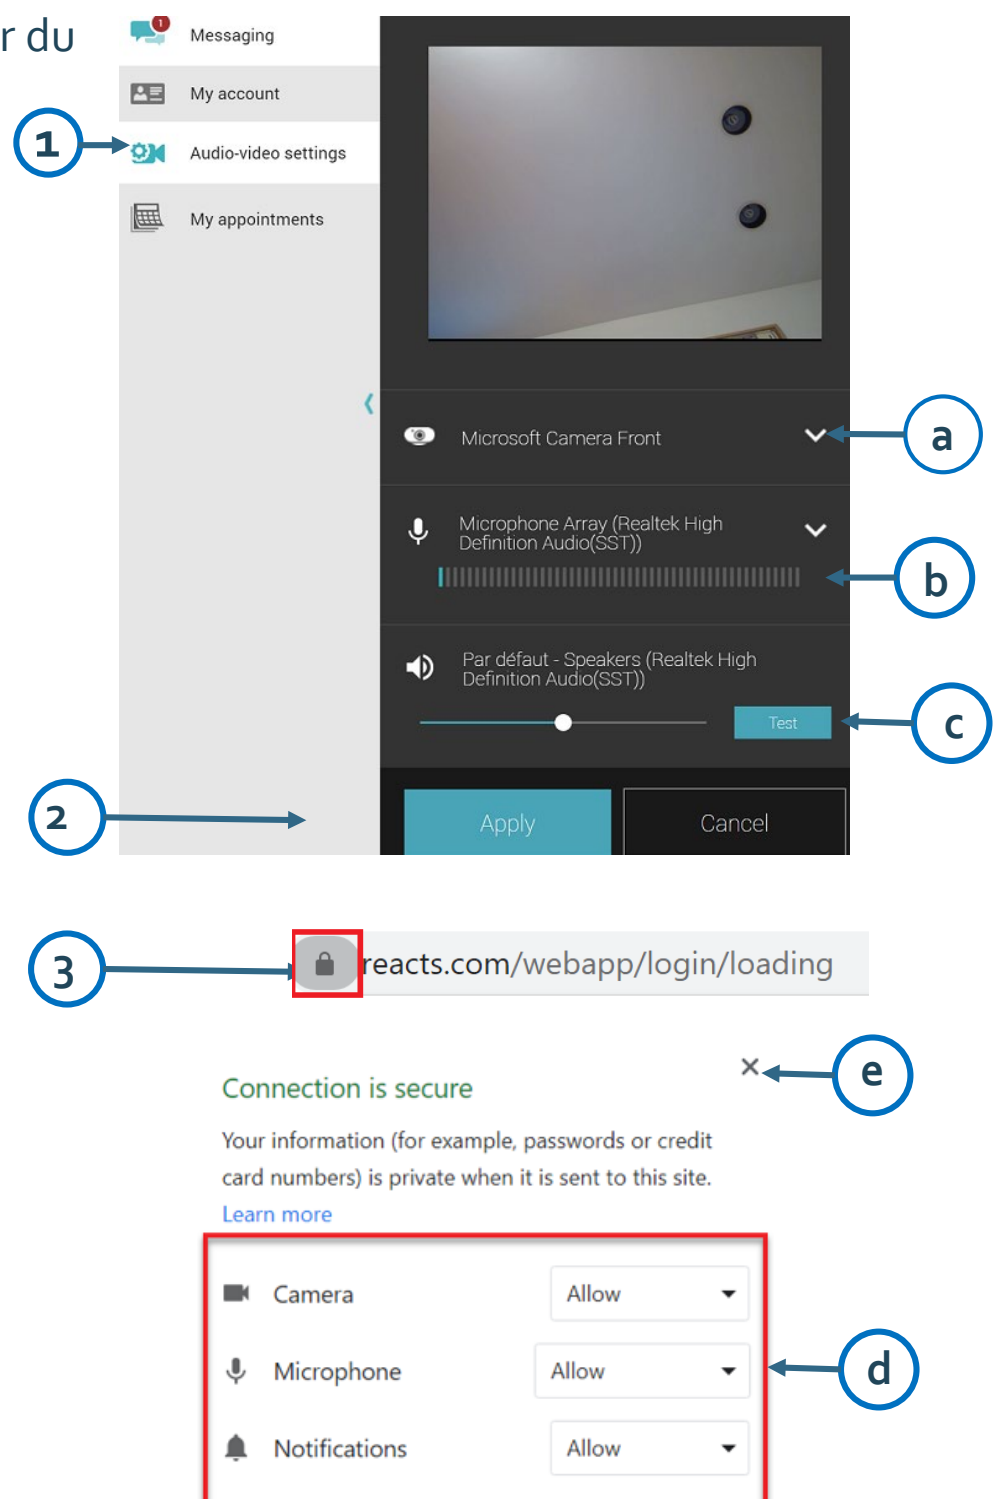 r du
1
Messaging
My account
1
Audio-video settings
My appointments
Microsoft Camera Front
a
Microphone Array (Realtek High
Definition Audio(SST))
b
Par défaut - Speakers (Realtek High
Definition Audio(SST))
Test
c
2
Apply
Cancel
3
reacts.com/webapp/login/loading
e
Connection is secure
Your information (for example, passwords or credit
card numbers) is private when it is sent to this site.
Learn more
Camera
Allow
Microphone
Allow
d
Notifications
Allow